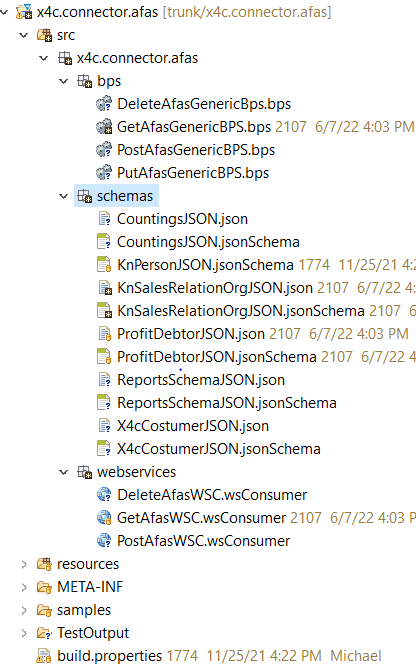 x4c.connector.afas [trunk/x4c.connector.afas]
src
x4c.connector.afas
bps
DeleteAfasGenericBps.bps
GetAfasGenericBPS.bps 2107 6/7/22 4:03 PM
PostAfasGenericBPS.bps
PutAfasGenericBPS.bps
schemas
CountingsJSON.json
CountingsJSON.jsonSchema
KnPersonJSON.jsonSchema 1774 11/25/21 4:2
KnSalesRelationOrgJSON.json 2107 6/7/22 4:
KnSalesRelationOrgJSON.jsonSchema 2107 6
ProfitDebtorJSON.json 2107 6/7/22 4:03 PM
ProfitDebtorJSON.jsonSchema 2107 6/7/22 4:
ReportsSchemaJSON.json
ReportsSchemaJSON.jsonSchema
X4cCostumerJSON.json
X4cCostumerJSON.jsonSchema
webservices
DeleteAfasWSC.wsConsumer
GetAfasWSC.wsConsumer 2107 6/7/22 4:03 PM
PostAfasWSC.wsConsumer
resources
META-INF
samples
TestOutput
build.properties 1774 11/25/21 4:22 PM Michael